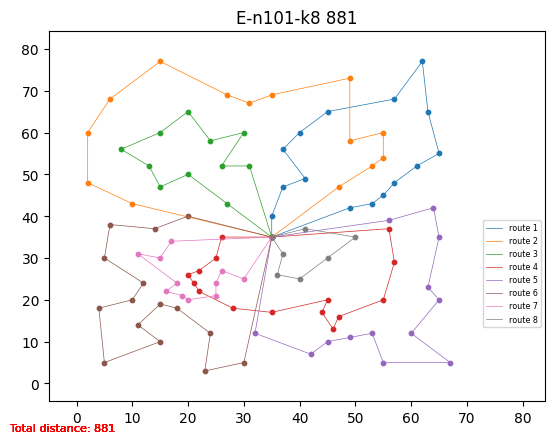 E-n101-k8 881
80
70
60
50
40
30
20
10
0
route 1
route 2
route 3
route 4
route 5
route 6
route 7
route 8
0 10 20 30 40 50 60 70 80
Total distance: 881